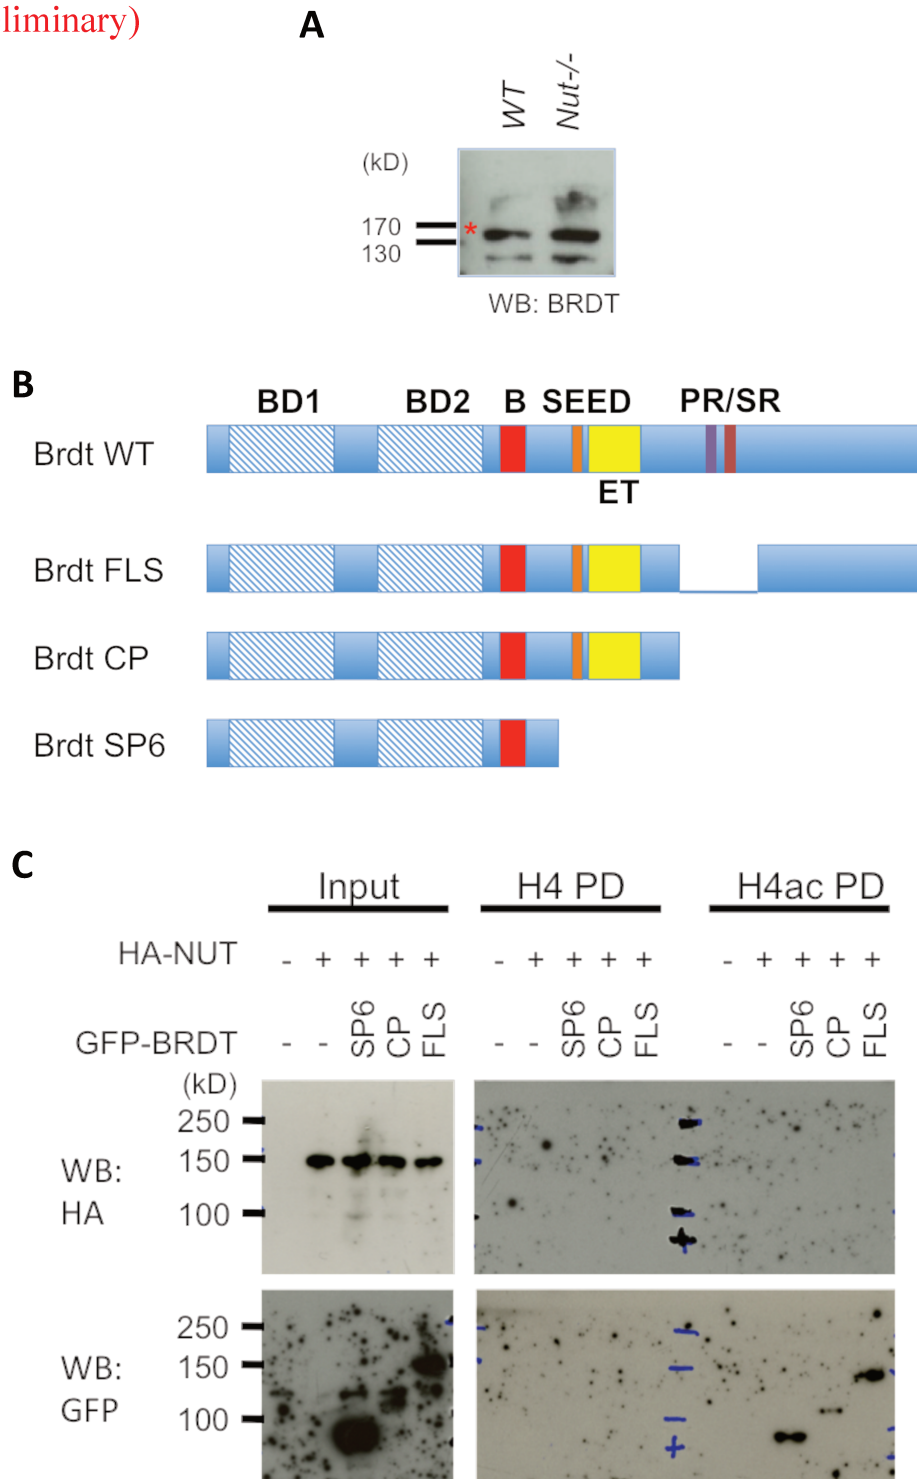 liminary)
A
WT Nut-/-
(kD)
170 *
130
WB: BRDT
B
BD1 BD2 B SEED PR/SR
Brdt WT
ET
Brdt FLS
Brdt CP
Brdt SP6
C
Input H4 PD H4ac PD
HA-NUT - + + + + - + + + + - + + + +
GFP-BRDT - - SP6 CP FLS - - SP6 CP FLS - - SP6 CP FLS
(kD)
250
150
100
WB:
HA
250
150
100
WB:
GFP